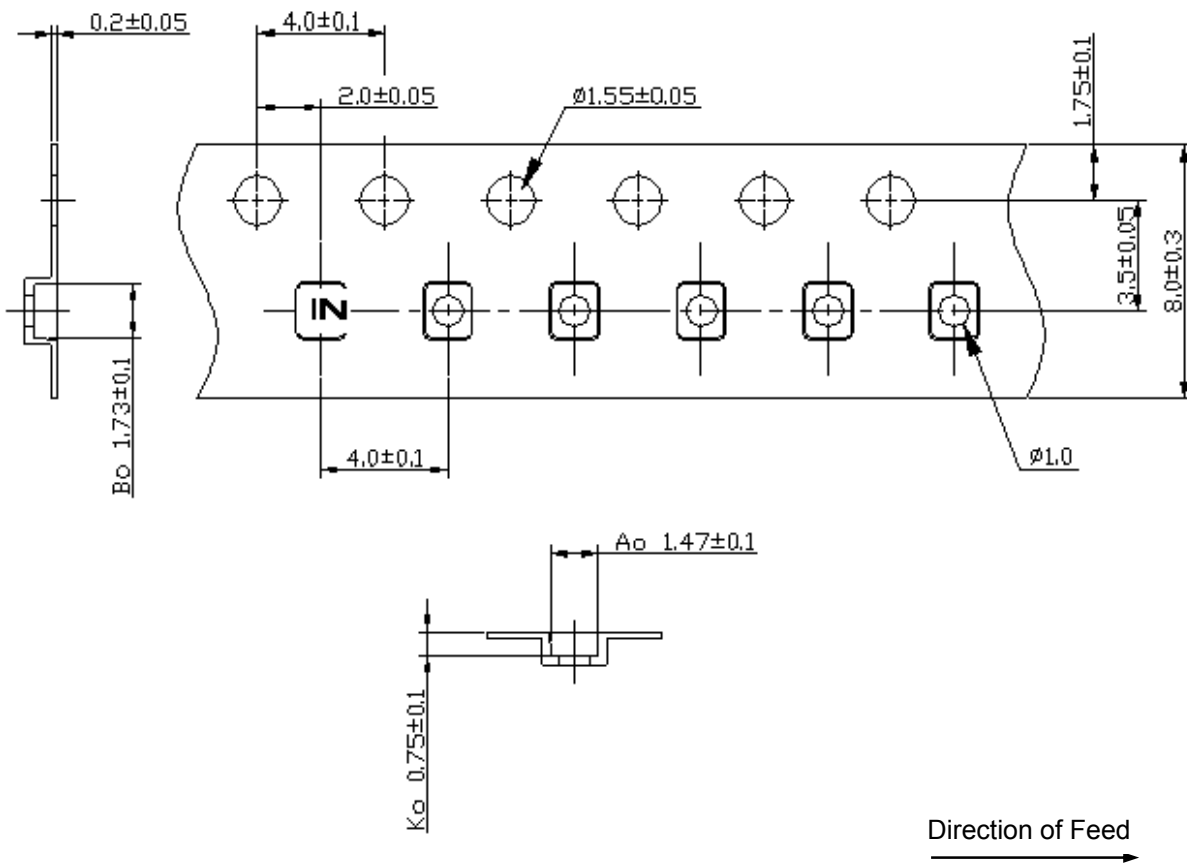 0.2±0.05
4.0±0.1
2.0±0.05
Ø1.55±0.05
1.75±0.1
3.5±0.05
8.0±0.3
IN
Bo 1.73±0.1
4.0±0.1
Ø1.0
Ao 1.47±0.1
Ko 0.75±0.1
Direction of Feed